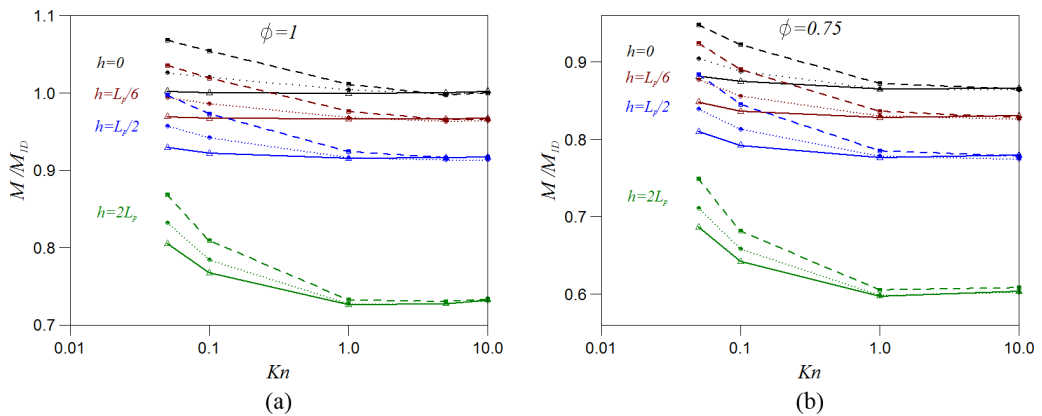 ϕ=1
1.1
1.0
0.9
0.8
0.7
M/M1D
h=0
h=Lp/6
h=Lp/2
h=2Lp
0.01
0.1
1.0
10.0
Kn
(a)
ϕ=0.75
0.9
0.8
0.7
0.6
M/M1D
h=0
h=Lp/6
h=Lp/2
h=2Lp
0.01
0.1
1.0
10.0
Kn
(b)